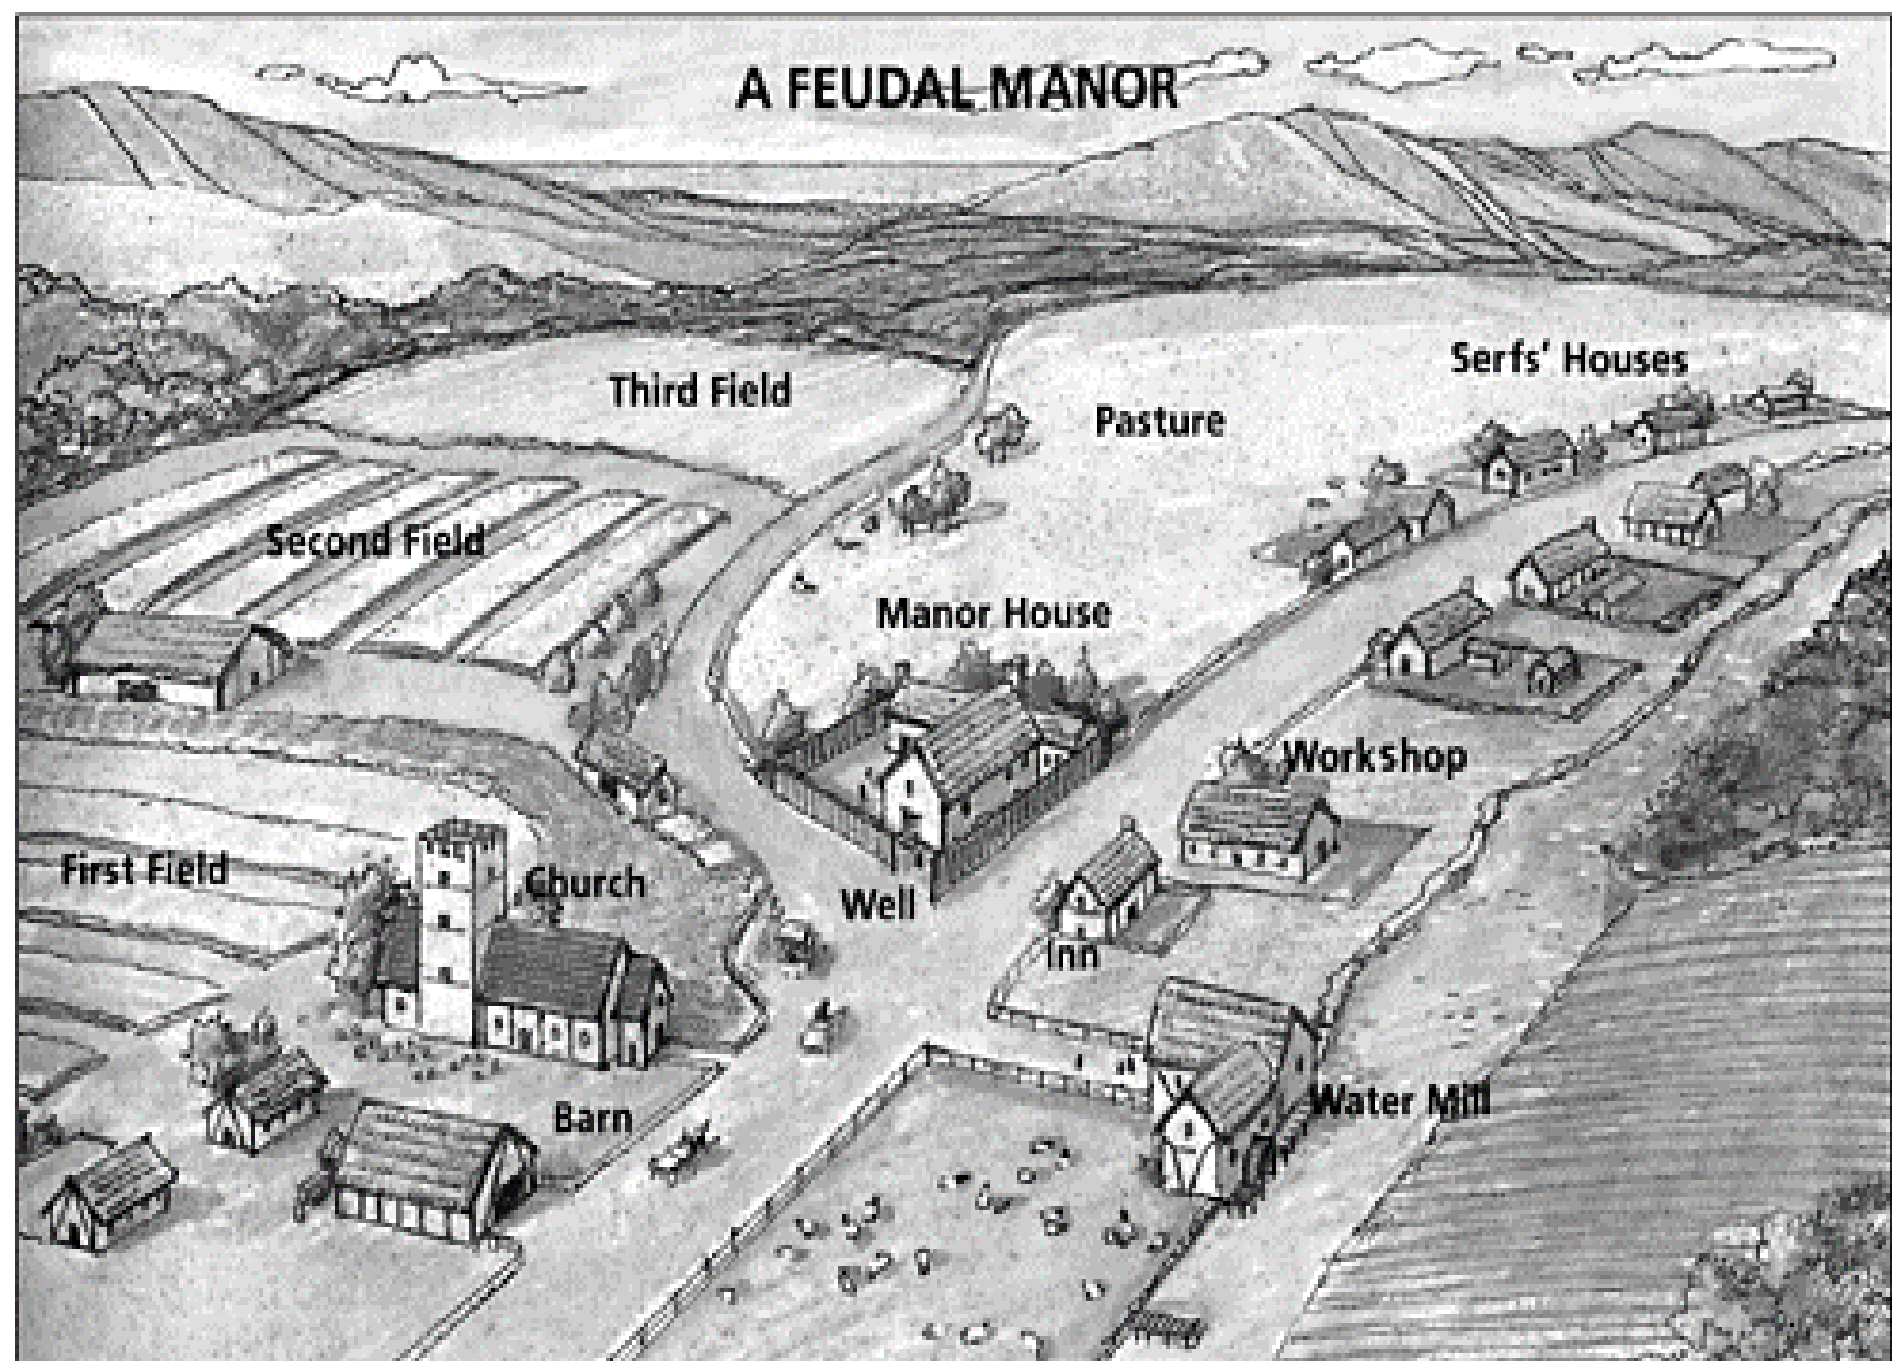 A FEUDAL MANOR
Serfs' Houses
Third Field
Pasture
Second Field
Manor House
Workshop
First Field
Church
Well
Inn
Water Mill
Barn